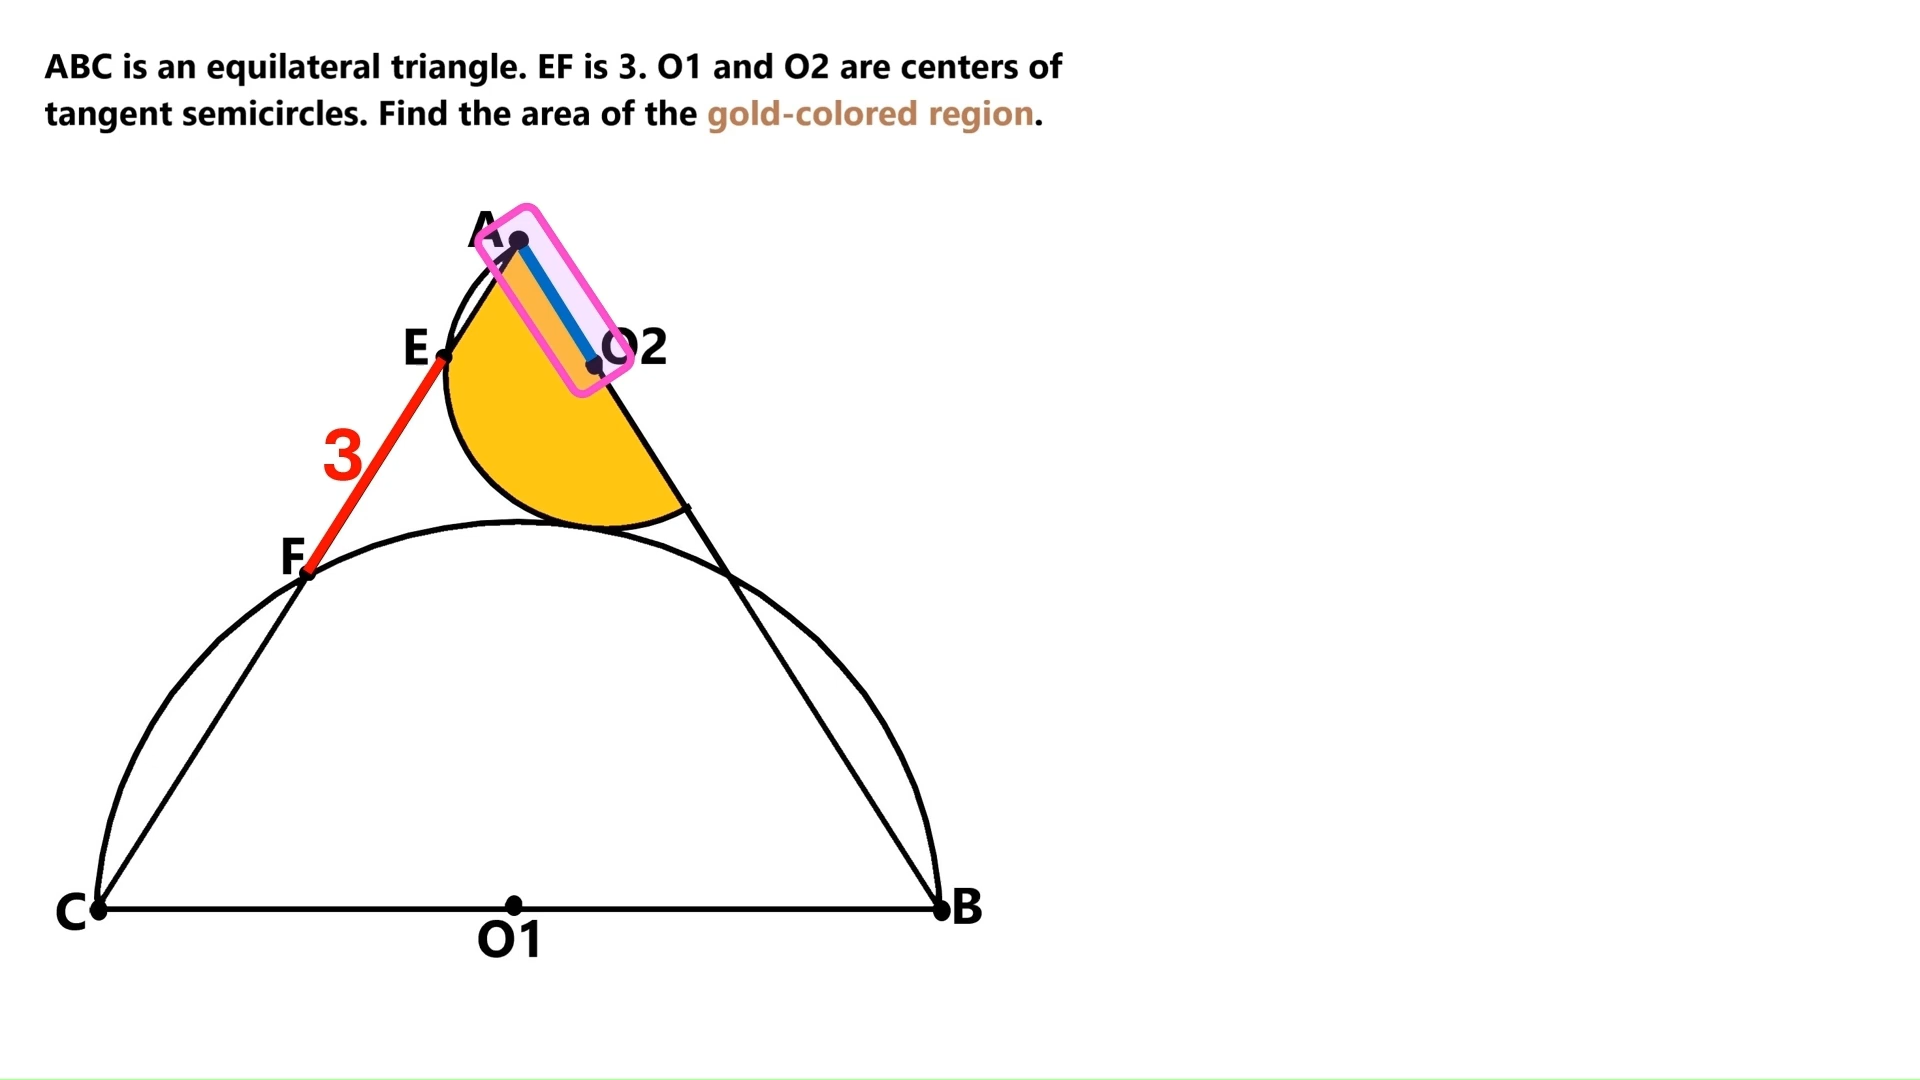 ABC is an equilateral triangle. EF is 3. O1 and O2 are centers of
tangent semicircles. Find the area of the gold-colored region.
A
E
O2
3
F
C
B
O1